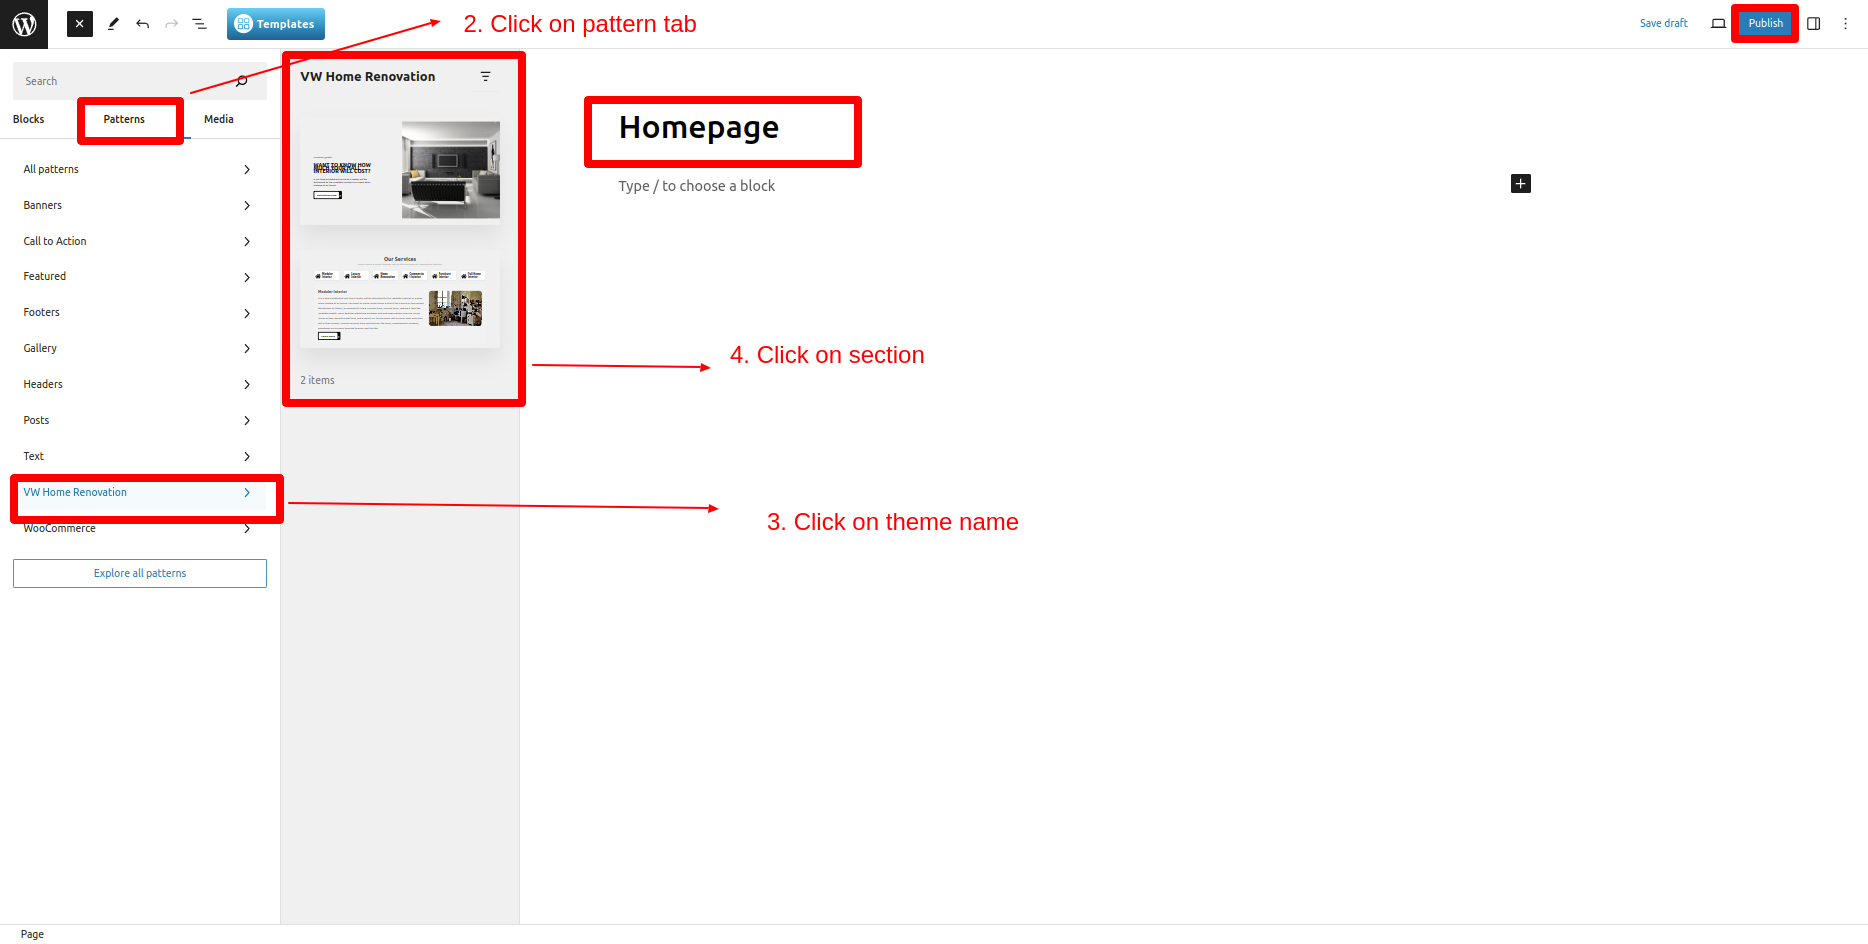 Templates
2. Click on pattern tab
Save draft
Publish
Search
Blocks
Patterns
Media
All patterns
Banners
Call to Action
Featured
Footers
Gallery
Headers
Posts
Text
VW Home Renovation
WooCommerce
Explore all patterns
VW Home Renovation
WANT TO KNOW HOW
INTERIOR WILL COST?
Our Services
Modular Interior
2 items
Homepage
Type / to choose a block
4. Click on section
3. Click on theme name
Page